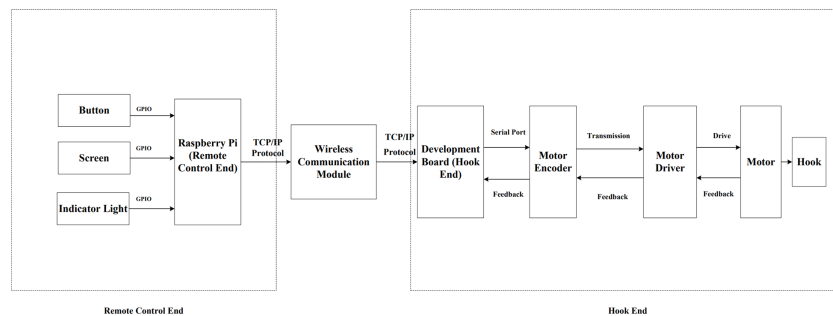 Button
GPIO
Screen
GPIO
Indicator Light
GPIO
Raspberry Pi
(Remote
Control End)
TCP/IP
Protocol
Wireless
Communication
Module
TCP/IP
Protocol
Development
Board (Hook
End)
Serial Port
Feedback
Motor
Encoder
Transmission
Feedback
Motor
Driver
Drive
Feedback
Motor
Hook
Remote Control End
Hook End